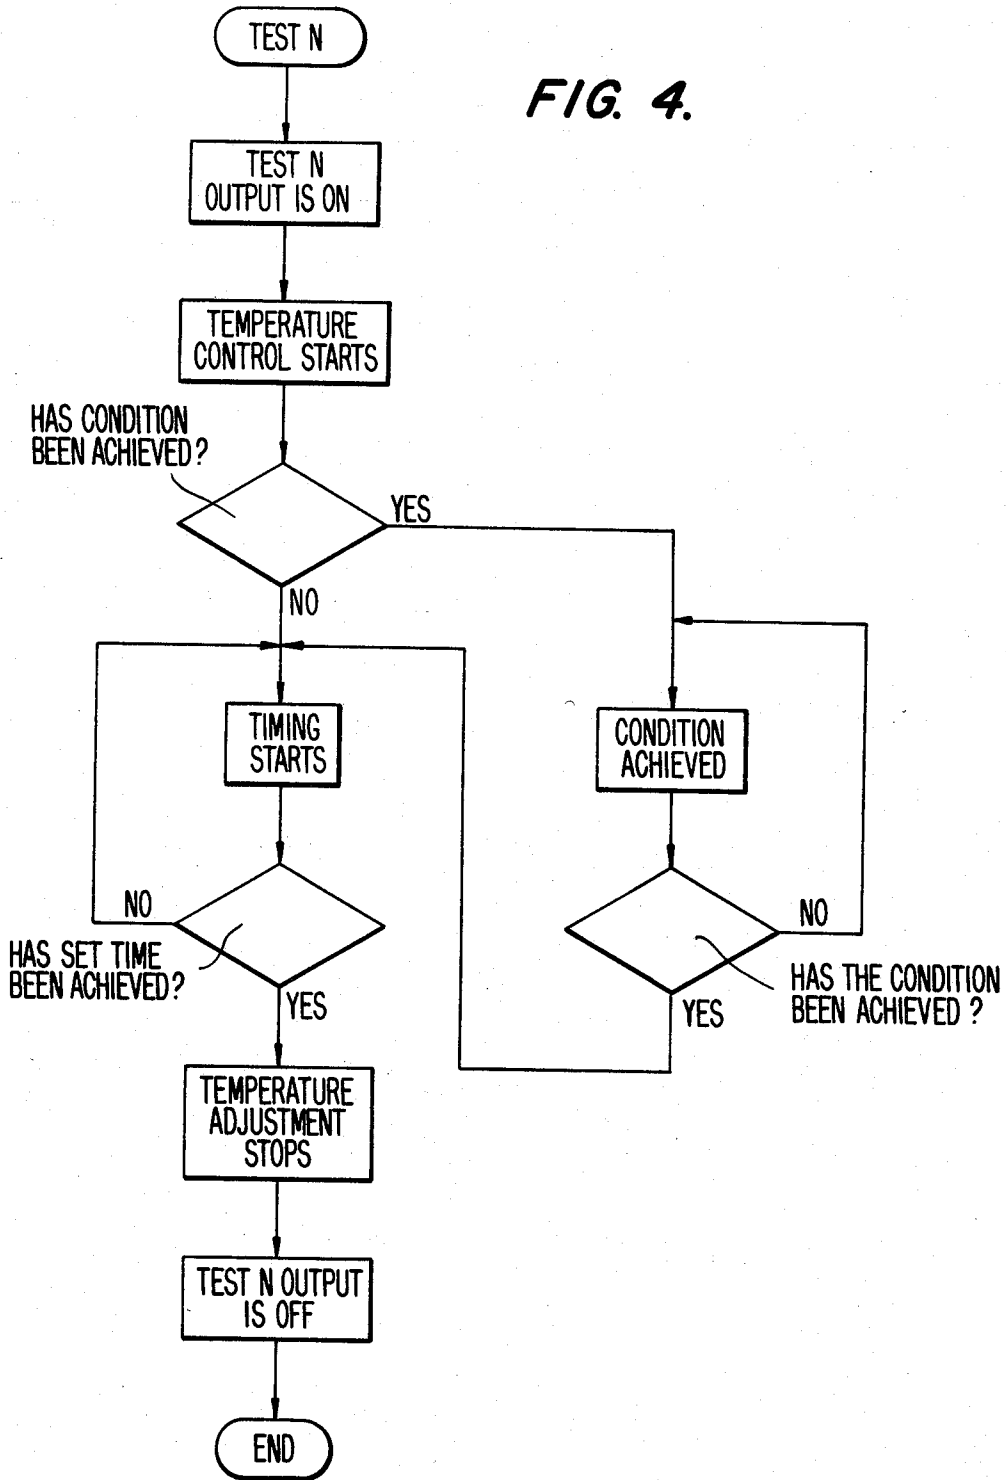 TEST N
FIG. 4.
TEST N
OUTPUT IS ON
TEMPERATURE
CONTROL STARTS
HAS CONDITION
BEEN ACHIEVED?
YES
NO
TIMING
STARTS
CONDITION
ACHIEVED
NO
HAS SET TIME
BEEN ACHIEVED?
YES
NO
HAS THE CONDITION
BEEN ACHIEVED ?
YES
TEMPERATURE
ADJUSTMENT
STOPS
TEST N OUTPUT
IS OFF
END